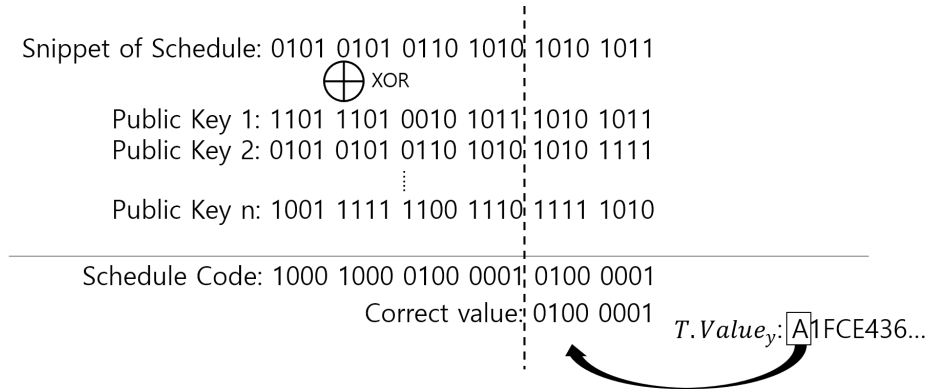 Snippet of Schedule: 0101 0101 0110 1010 1010 1011
XOR
Public Key 1: 1101 1101 0010 1011 1010 1011
Public Key 2: 0101 0101 0110 1010 1010 1111
Public Key n: 1001 1111 1100 1110 1111 1010
Schedule Code: 1000 1000 0100 0001 0100 0001
Correct value: 0100 0001
T.Value_y: A1FCE436...